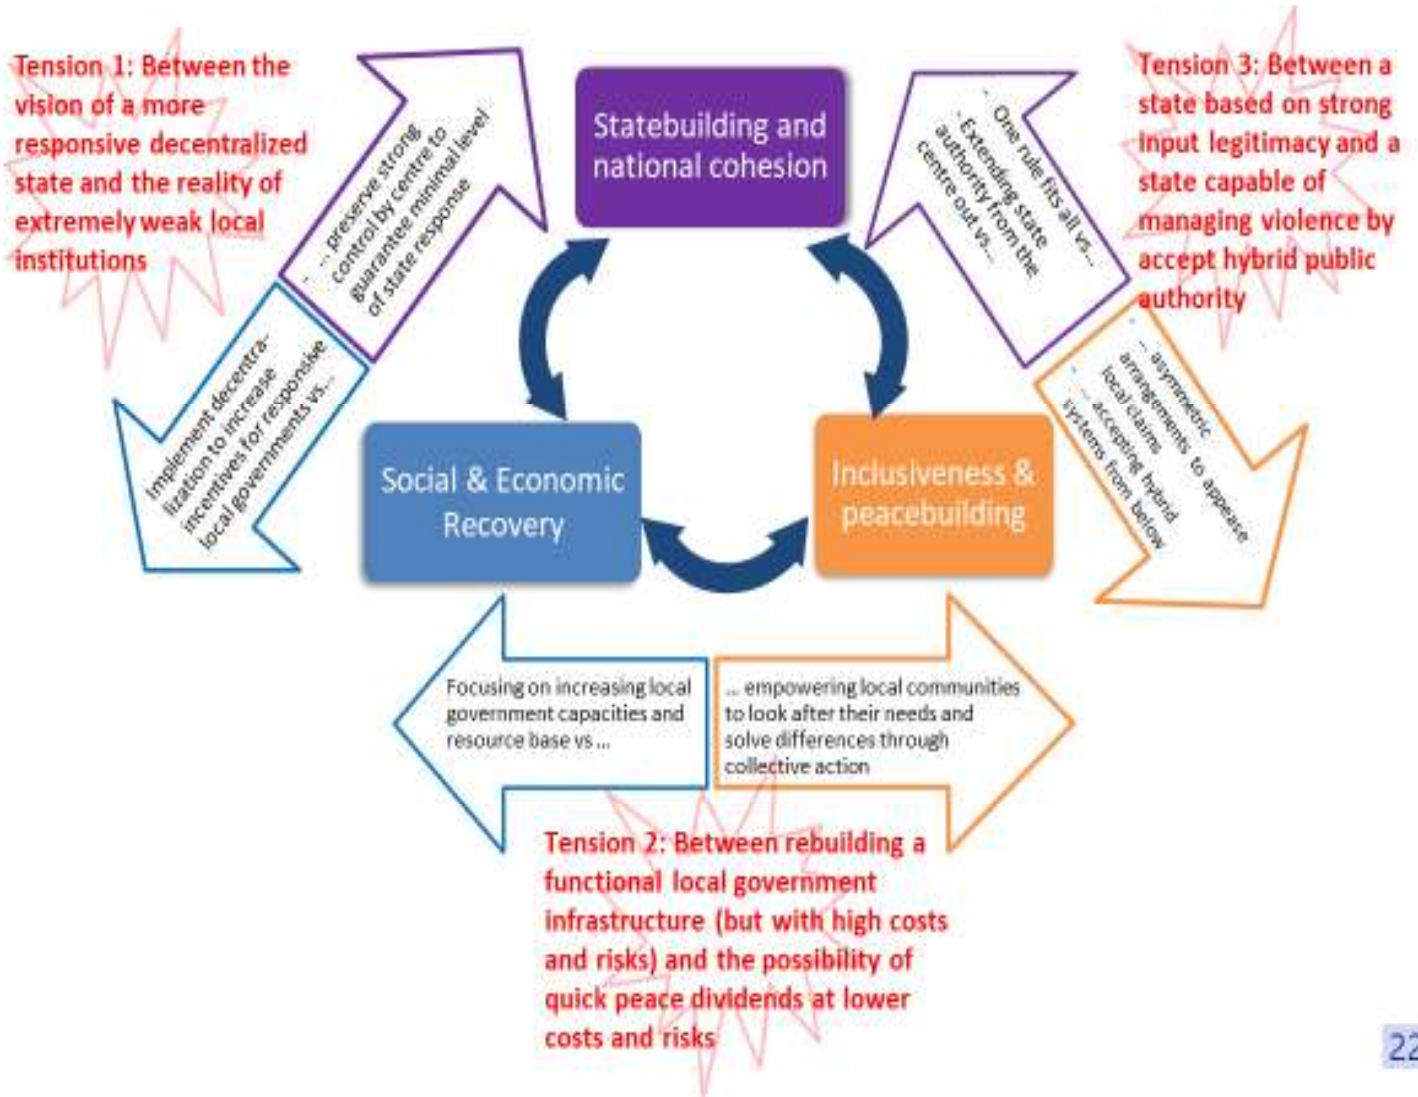 Tension 1: Between the
vision of a more
responsive decentralized
state and the reality of
extremely weak local
institutions
- ... preserve strong
control by centre to
guarantee minimal level
of state response
Implement decentra-
lization to increase
incentives for responsive
local governments vs...
Statebuilding and
national cohesion
- One rule fits all vs...
- Extending state
authority from the
centre out vs...
Tension 3: Between a
state based on strong
input legitimacy and a
state capable of
managing violence by
accept hybrid public
authority
- ... asymmetric
arrangements to appease
local claims
- ... accepting hybrid
systems from below
Social & Economic
Recovery
Inclusiveness &
peacebuilding
Focusing on increasing local
government capacities and
resource base vs ...
... empowering local communities
to look after their needs and
solve differences through
collective action
Tension 2: Between rebuilding a
functional local government
infrastructure (but with high costs
and risks) and the possibility of
quick peace dividends at lower
costs and risks
22